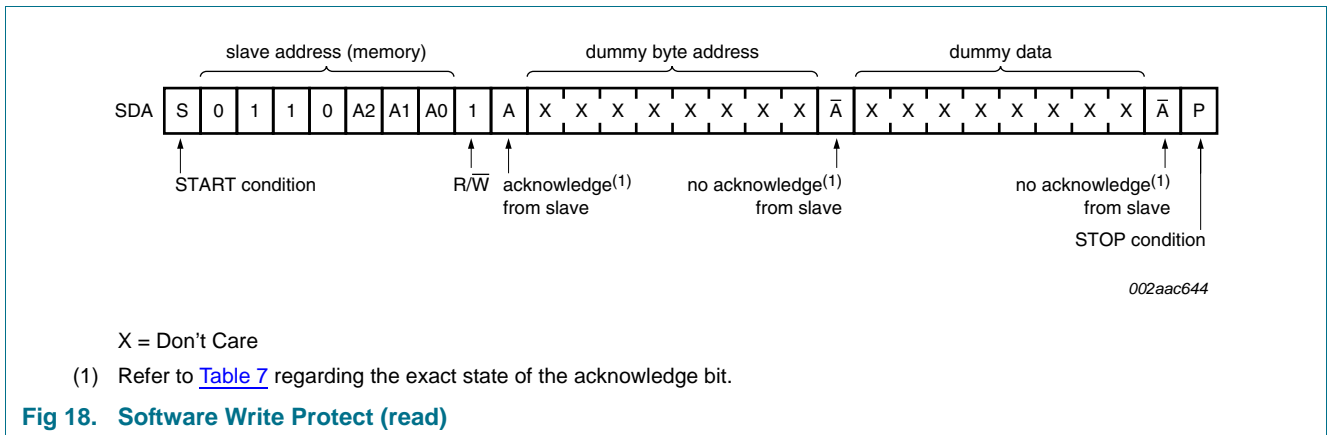 slave address (memory) dummy byte address dummy data
SDA S 0 1 1 0 A2 A1 A0 1 A X X X X X X X X A̅ X X X X X X X X A̅ P
START condition R/W̅ acknowledge(1) no acknowledge(1) no acknowledge(1)
from slave from slave from slave
STOP condition
002aac644
X = Don't Care
(1) Refer to Table 7 regarding the exact state of the acknowledge bit.
Fig 18. Software Write Protect (read)